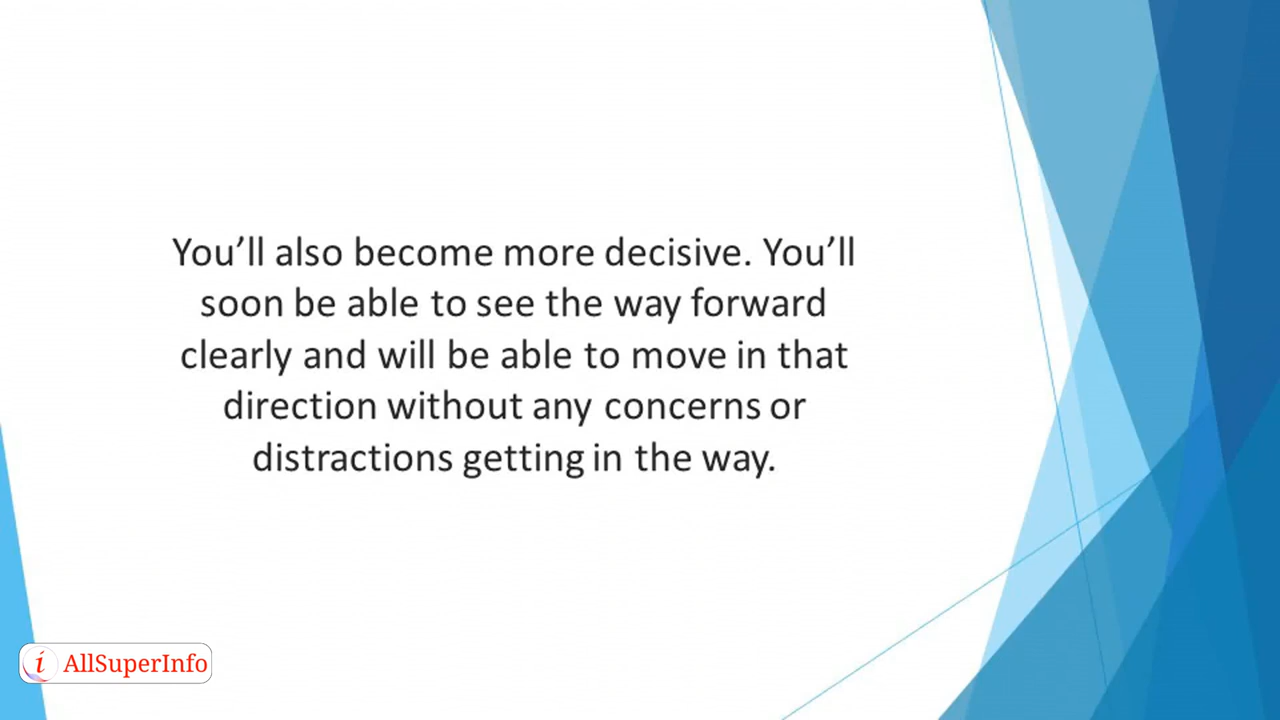 You’ll also become more decisive. You’ll
soon be able to see the way forward
clearly and will be able to move in that
direction without any concerns or
distractions getting in the way.
i AllSuperInfo